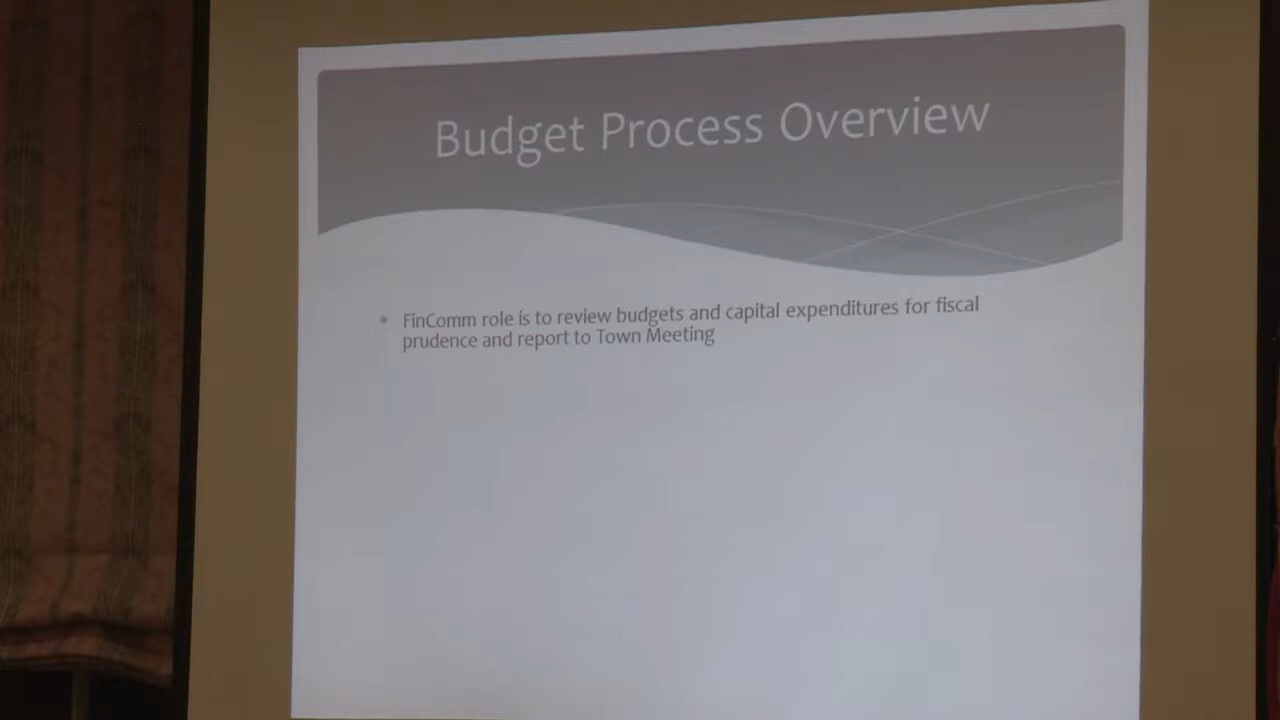 Budget Process Overview
* FinComm role is to review budgets and capital expenditures for fiscal
prudence and report to Town Meeting